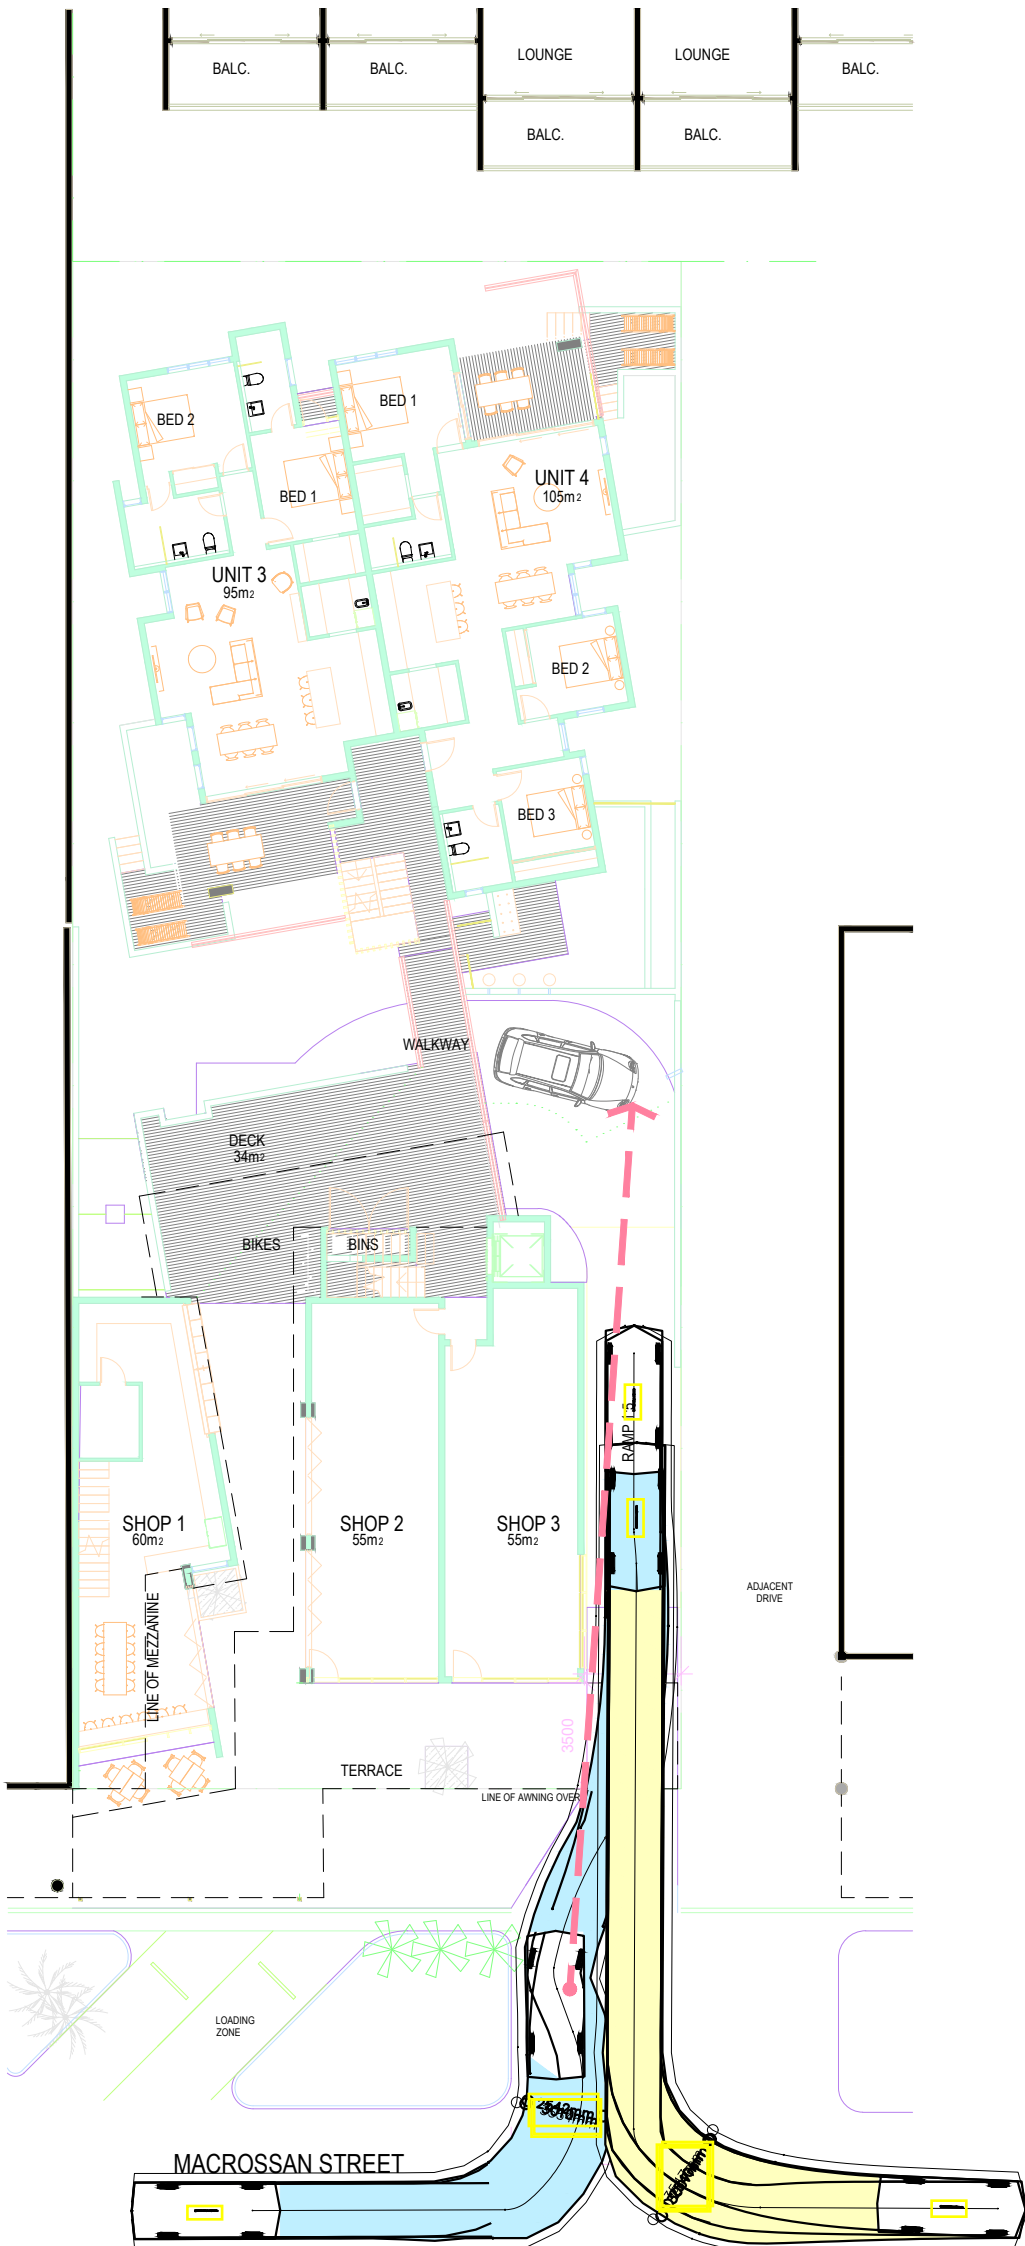 LOUNGE
LOUNGE
BALC.
BALC.
BALC.
BALC.
BALC.
BED 2
BED 1
BED 1
UNIT 4
105m2
UNIT 3
95m2
BED 2
BED 3
WALKWAY
DECK
34m2
BIKES
BINS
RAMP 1:5
SHOP 1
60m2
SHOP 2
55m2
SHOP 3
55m2
ADJACENT
DRIVE
LINE OF MEZZANINE
3500
TERRACE
LINE OF AWNING OVER
LOADING
ZONE
MACROSSAN STREET